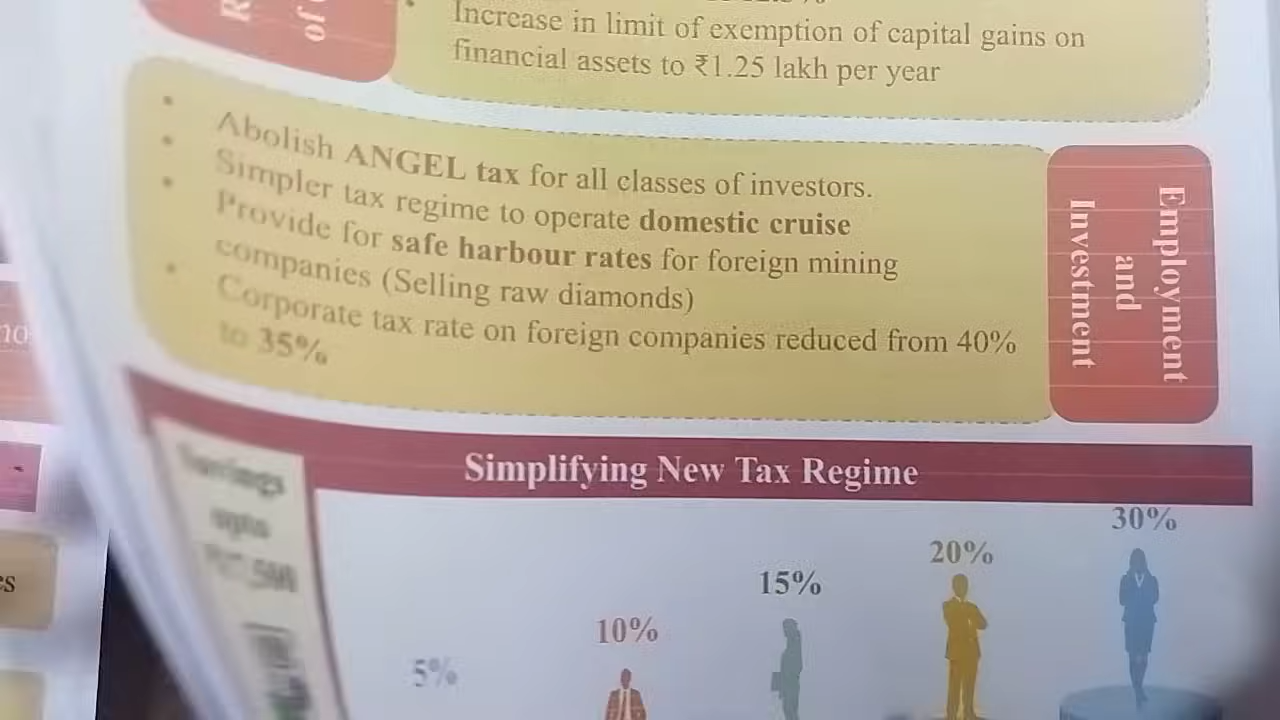 Increase in limit of exemption of capital gains on
financial assets to ₹1.25 lakh per year
Abolish ANGEL tax for all classes of investors.
Simpler tax regime to operate domestic cruise
Provide for safe harbour rates for foreign mining
companies (Selling raw diamonds)
Corporate tax rate on foreign companies reduced from 40%
to 35%
Employment
and
Investment
Simplifying New Tax Regime
Savings
upto
5%
10%
15%
20%
30%